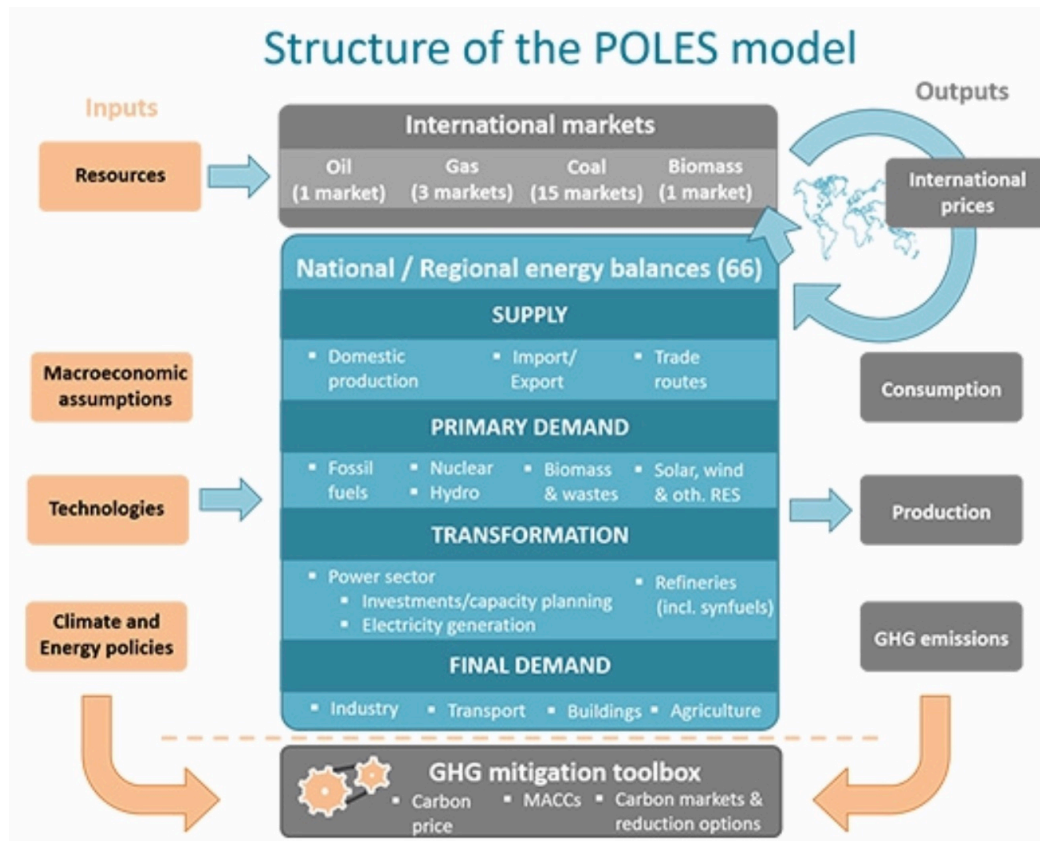 Structure of the POLES model
Inputs
Outputs
International markets
Oil
(1 market)
Gas
(3 markets)
Coal
(15 markets)
Biomass
(1 market)
Resources
International
prices
National / Regional energy balances (66)
SUPPLY
▪ Domestic
production
▪ Import/
Export
▪ Trade
routes
Macroeconomic
assumptions
Consumption
PRIMARY DEMAND
▪ Fossil
fuels
▪ Nuclear
▪ Hydro
▪ Biomass
& wastes
▪ Solar, wind
& oth. RES
Technologies
Production
TRANSFORMATION
▪ Power sector
▪ Investments/capacity planning
▪ Electricity generation
▪ Refineries
(incl. synfuels)
Climate and
Energy policies
GHG emissions
FINAL DEMAND
▪ Industry
▪ Transport
▪ Buildings
▪ Agriculture
GHG mitigation toolbox
▪ Carbon
price
▪ MACCs
▪ Carbon markets &
reduction options